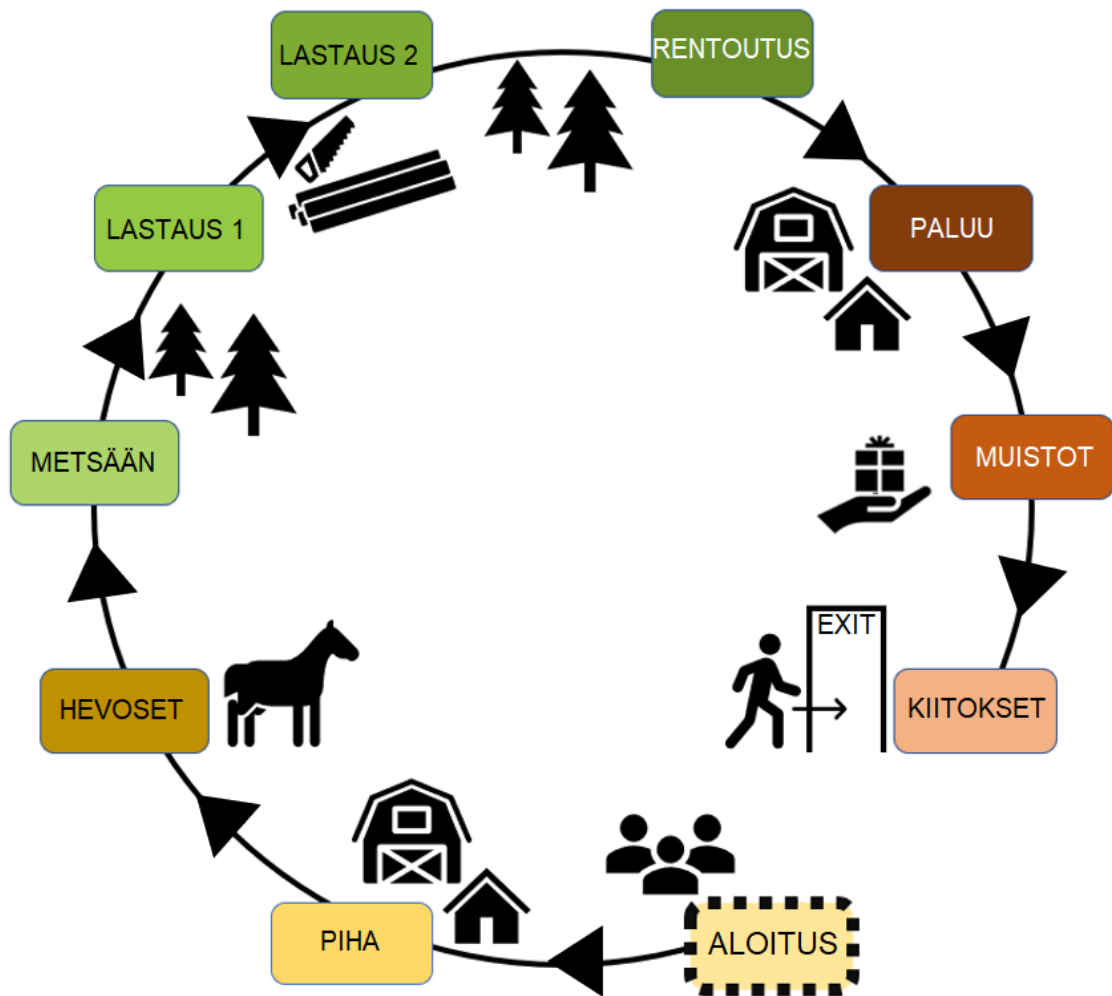 LASTAUS 2
RENTOUTUS
LASTAUS 1
PALUU
METSÄÄN
MUISTOT
EXIT
HEVOSET
KIITOKSET
PIHA
ALOITUS